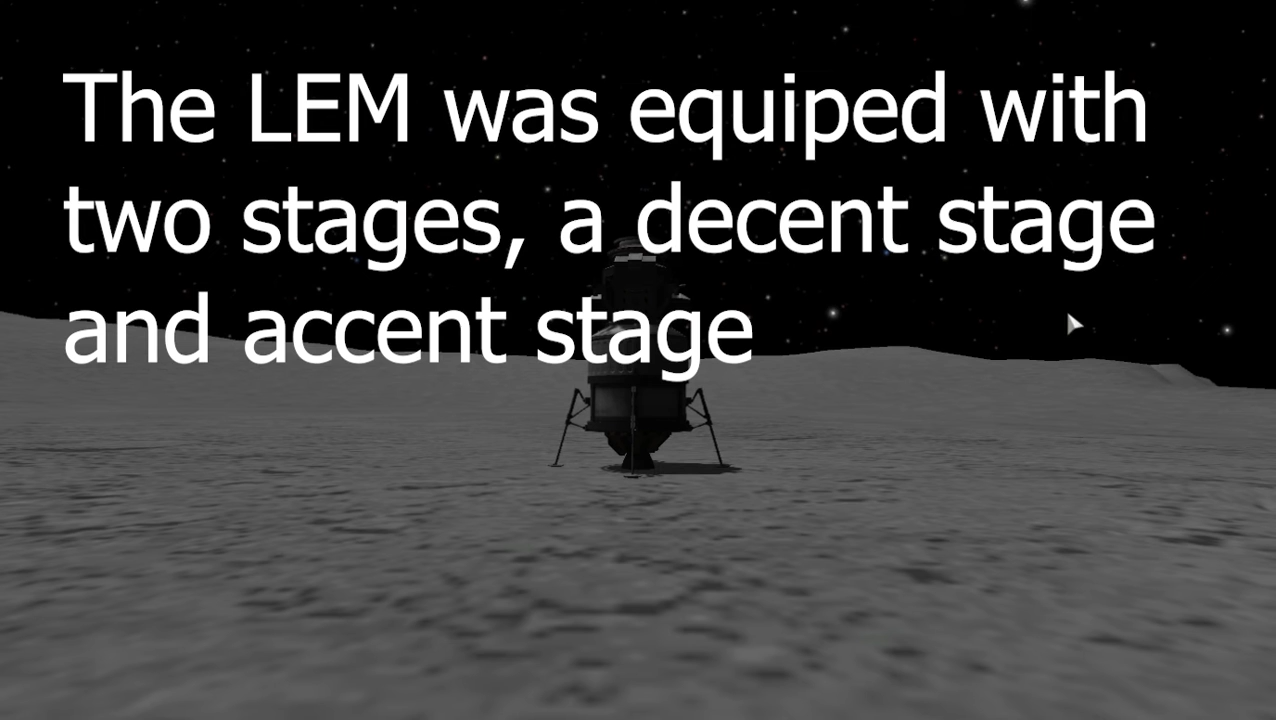 The LEM was equiped with
two stages, a decent stage
and accent stage